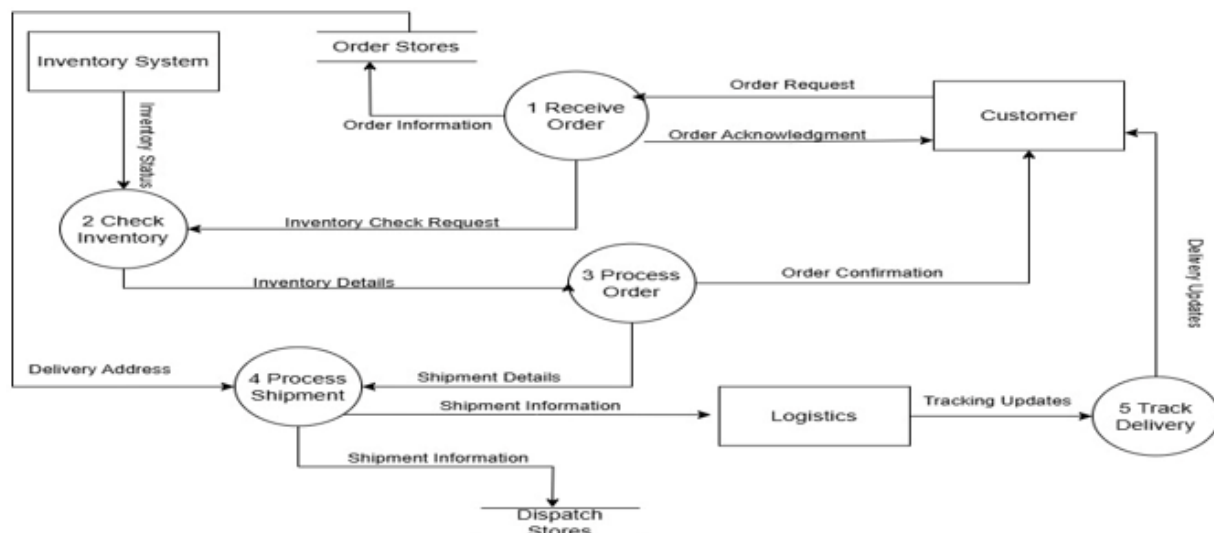 Order Stores
Inventory System
Order Request
1 Receive
Order
Customer
Order Information
Order Acknowledgment
Inventory Status
2 Check
Inventory
Inventory Check Request
3 Process
Order
Order Confirmation
Inventory Details
Delivery Updates
Delivery Address
4 Process
Shipment
Shipment Details
Shipment Information
Logistics
Tracking Updates
5 Track
Delivery
Shipment Information
Dispatch
Stores